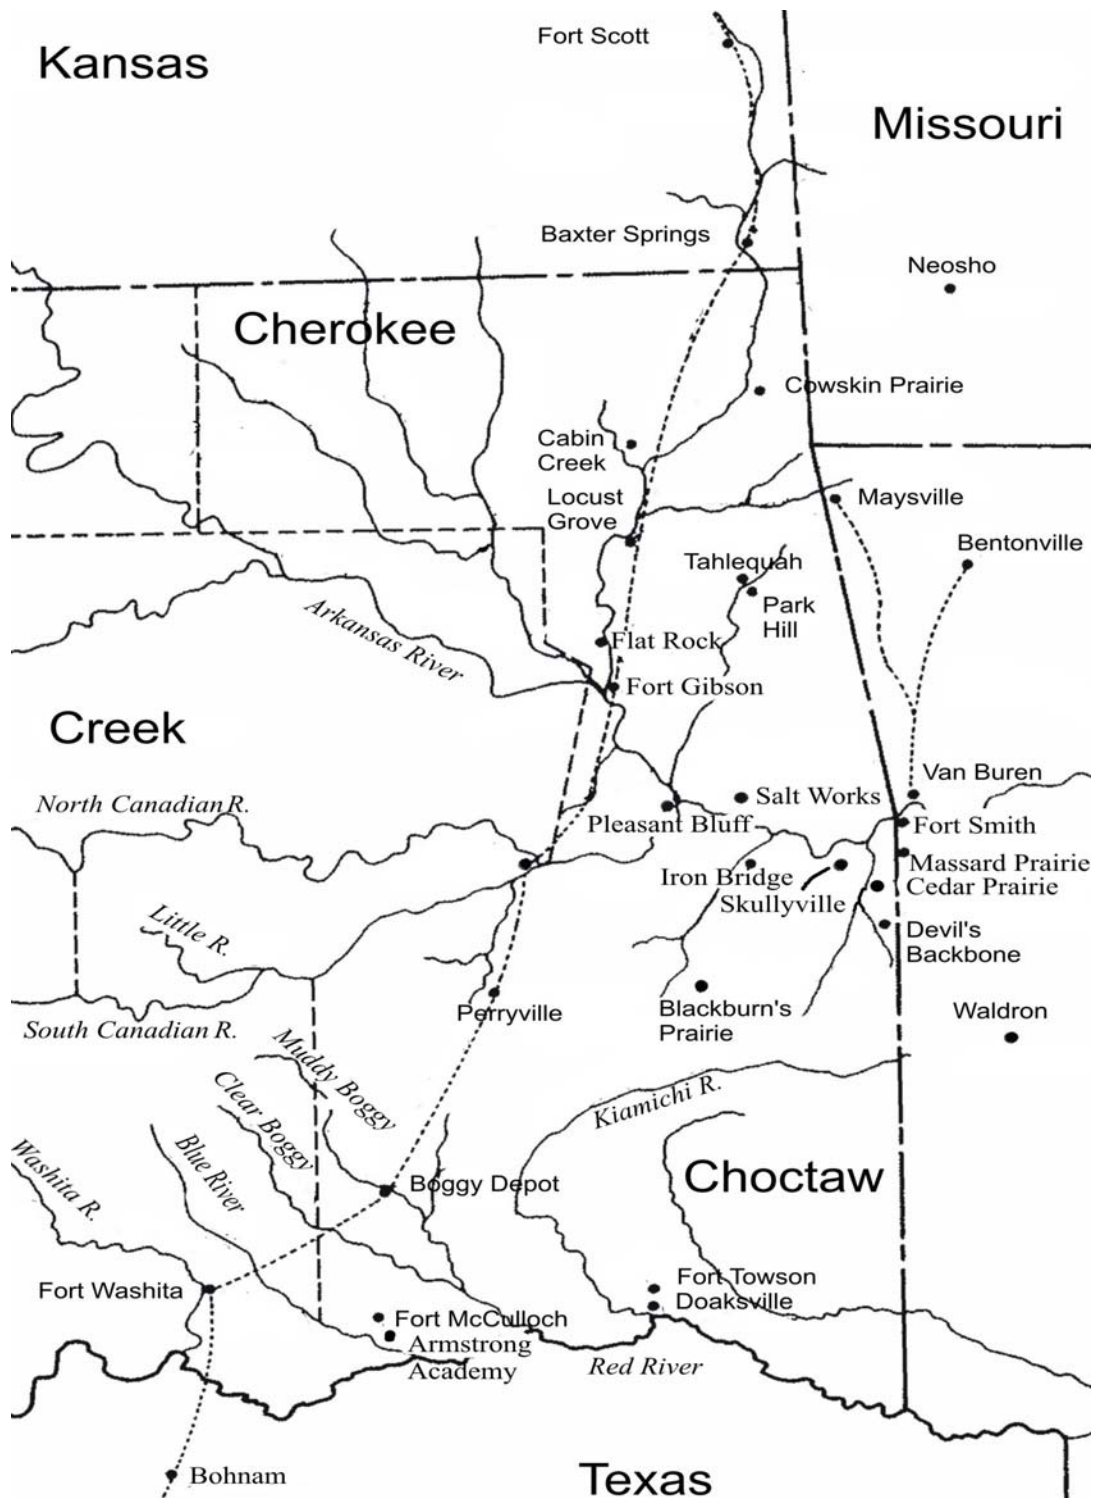 Fort Scott
Kansas
Missouri
Baxter Springs
Neosho
Cherokee
Cowskin Prairie
Cabin
Creek
Locust
Grove
Maysville
Bentonville
Tahlequah
Park
Hill
Arkansas River
Flat Rock
Fort Gibson
Creek
North Canadian R.
Van Buren
Salt Works
Pleasant Bluff
Fort Smith
Massard Prairie
Iron Bridge
Cedar Prairie
Skullyville
Little R.
Devil's
Backbone
Perryville
Blackburn's
Prairie
Waldron
South Canadian R.
Muddy Boggy
Clear Boggy
Kiamichi R.
Blue River
Washita R.
Choctaw
Boggy Depot
Fort Washita
Fort Towson
Doaksville
Fort McCulloch
Armstrong
Academy
Red River
Bohnam
Texas